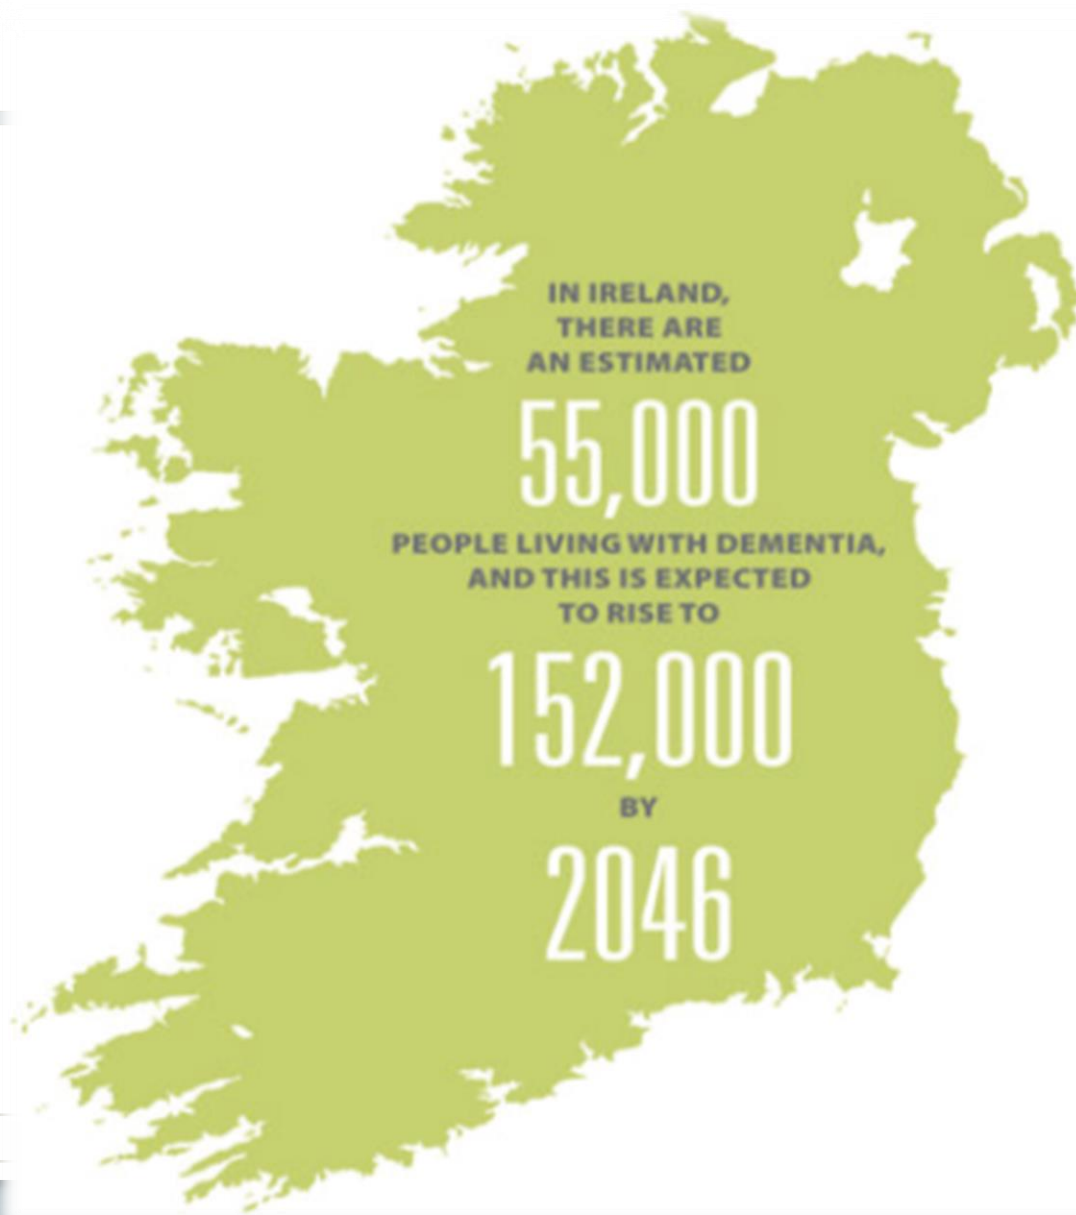 IN IRELAND,
THERE ARE
AN ESTIMATED
55,000
PEOPLE LIVING WITH DEMENTIA,
AND THIS IS EXPECTED
TO RISE TO
152,000
BY
2046